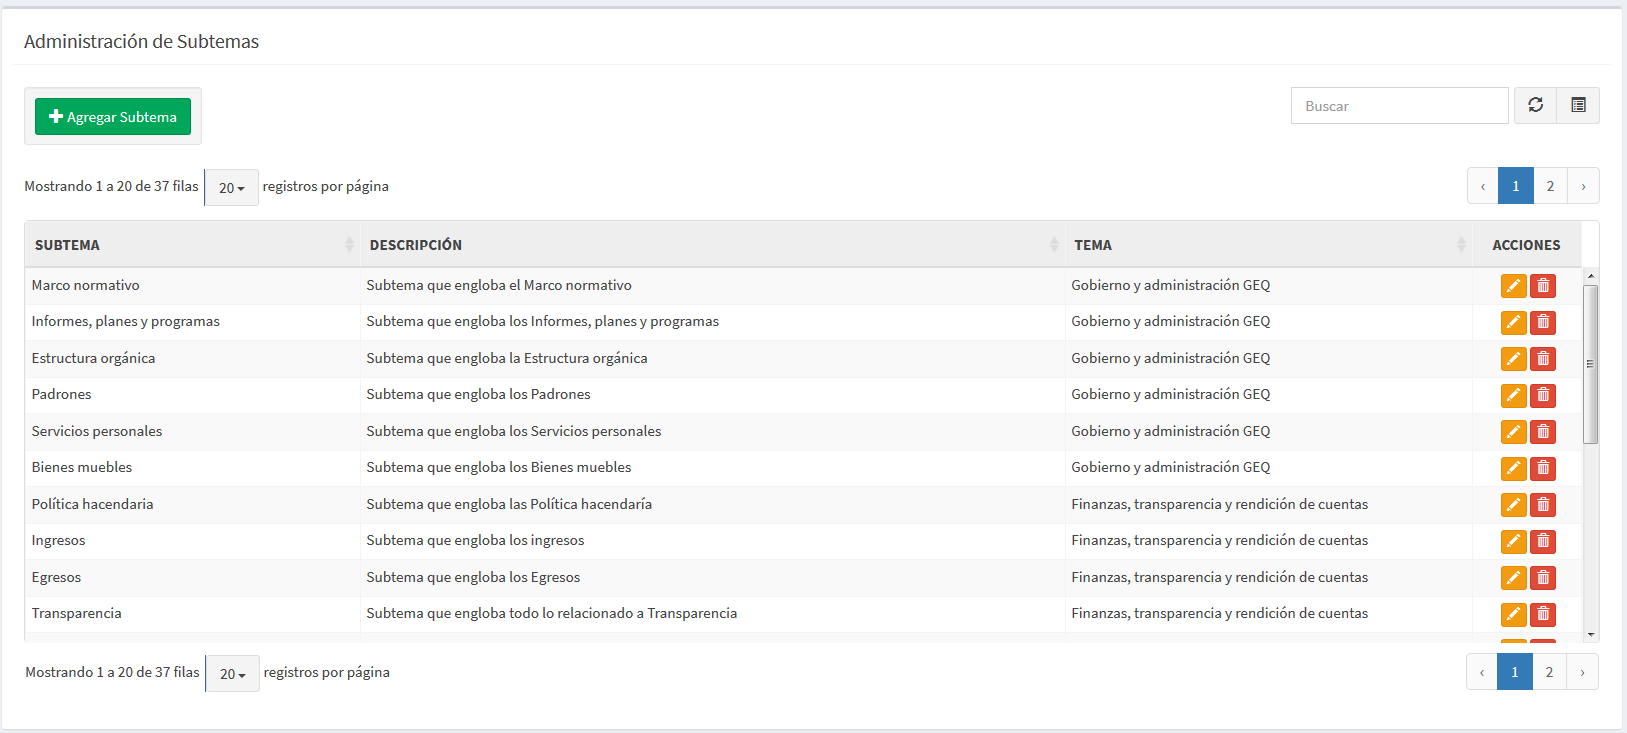 Administración de Subtemas
Agregar Subtema
Buscar
Mostrando 1 a 20 de 37 filas 20 registros por página
‹ 1 2 ›
SUBTEMA DESCRIPCIÓN TEMA ACCIONES
Marco normativo Subtema que engloba el Marco normativo Gobierno y administración GEQ
Informes, planes y programas Subtema que engloba los Informes, planes y programas Gobierno y administración GEQ
Estructura orgánica Subtema que engloba la Estructura orgánica Gobierno y administración GEQ
Padrones Subtema que engloba los Padrones Gobierno y administración GEQ
Servicios personales Subtema que engloba los Servicios personales Gobierno y administración GEQ
Bienes muebles Subtema que engloba los Bienes muebles Gobierno y administración GEQ
Política hacendaria Subtema que engloba las Política hacendaría Finanzas, transparencia y rendición de cuentas
Ingresos Subtema que engloba los ingresos Finanzas, transparencia y rendición de cuentas
Egresos Subtema que engloba los Egresos Finanzas, transparencia y rendición de cuentas
Transparencia Subtema que engloba todo lo relacionado a Transparencia Finanzas, transparencia y rendición de cuentas
Mostrando 1 a 20 de 37 filas 20 registros por página
‹ 1 2 ›